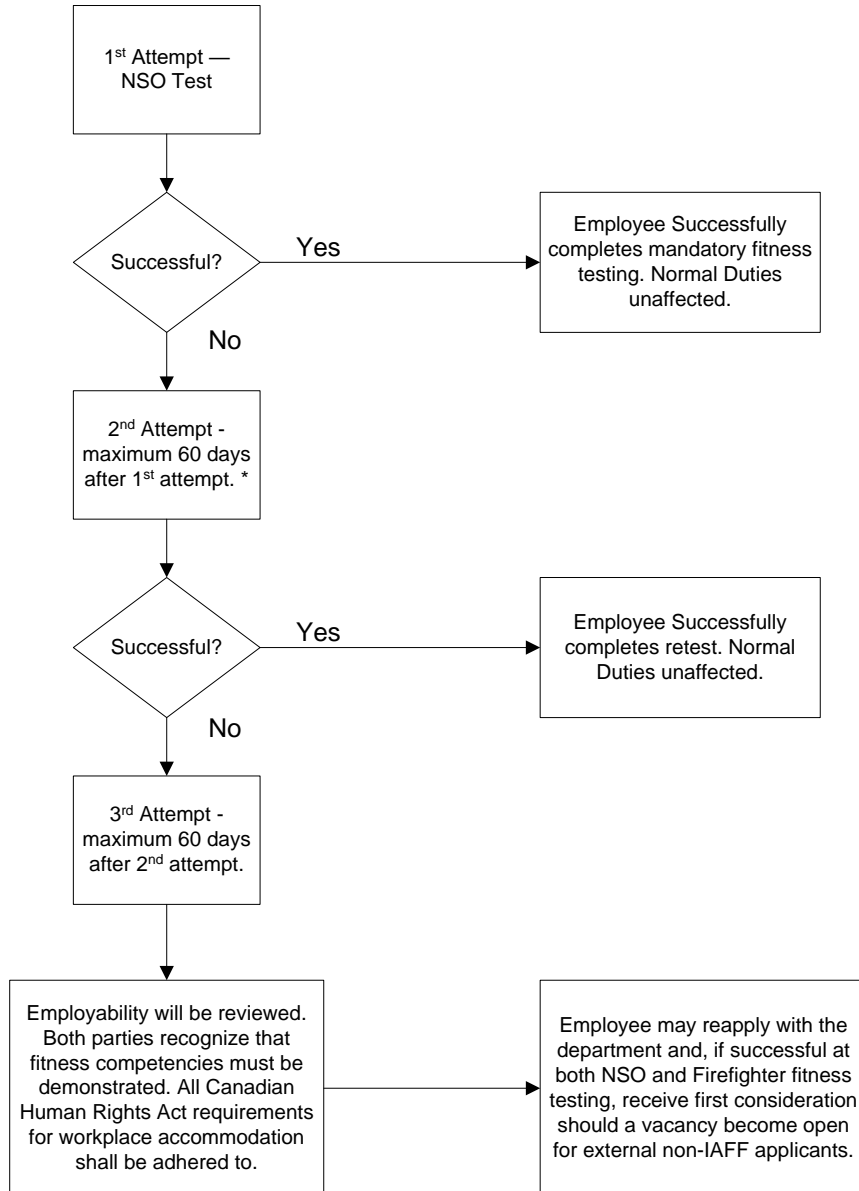 1st Attempt —
NSO Test
Successful?
Yes
Employee Successfully
completes mandatory fitness
testing. Normal Duties
unaffected.
No
2nd Attempt -
maximum 60 days
after 1st attempt. *
Successful?
Yes
Employee Successfully
completes retest. Normal
Duties unaffected.
No
3rd Attempt -
maximum 60 days
after 2nd attempt.
Employability will be reviewed.
Both parties recognize that
fitness competencies must be
demonstrated. All Canadian
Human Rights Act requirements
for workplace accommodation
shall be adhered to.
Employee may reapply with the
department and, if successful at
both NSO and Firefighter fitness
testing, receive first consideration
should a vacancy become open
for external non-IAFF applicants.